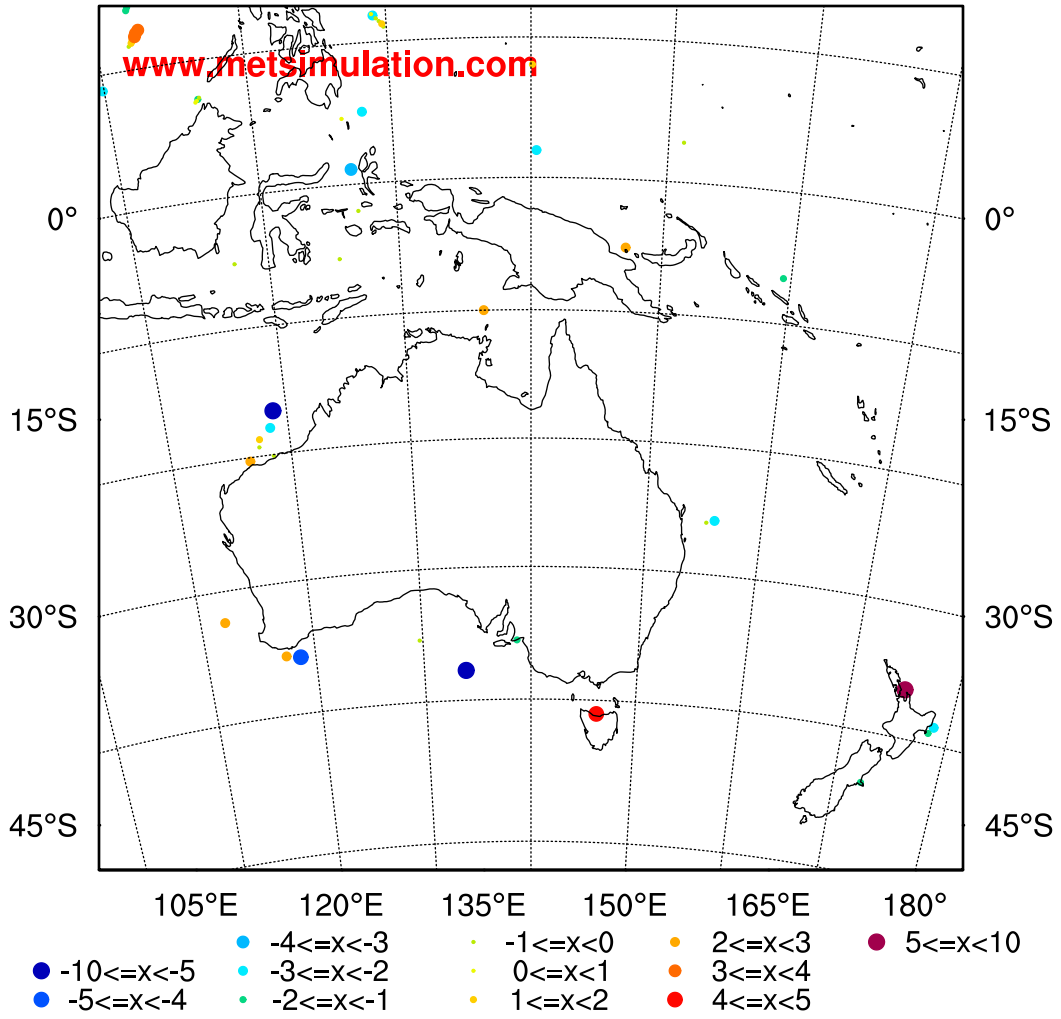 www.metsimulation.com
0° 0°
15°S 15°S
30°S 30°S
45°S 45°S
105°E 120°E 135°E 150°E 165°E 180°
-4<=x<-3 -1<=x<0 2<=x<3 5<=x<10
-10<=x<-5 -3<=x<-2 0<=x<1 3<=x<4
-5<=x<-4 -2<=x<-1 1<=x<2 4<=x<5